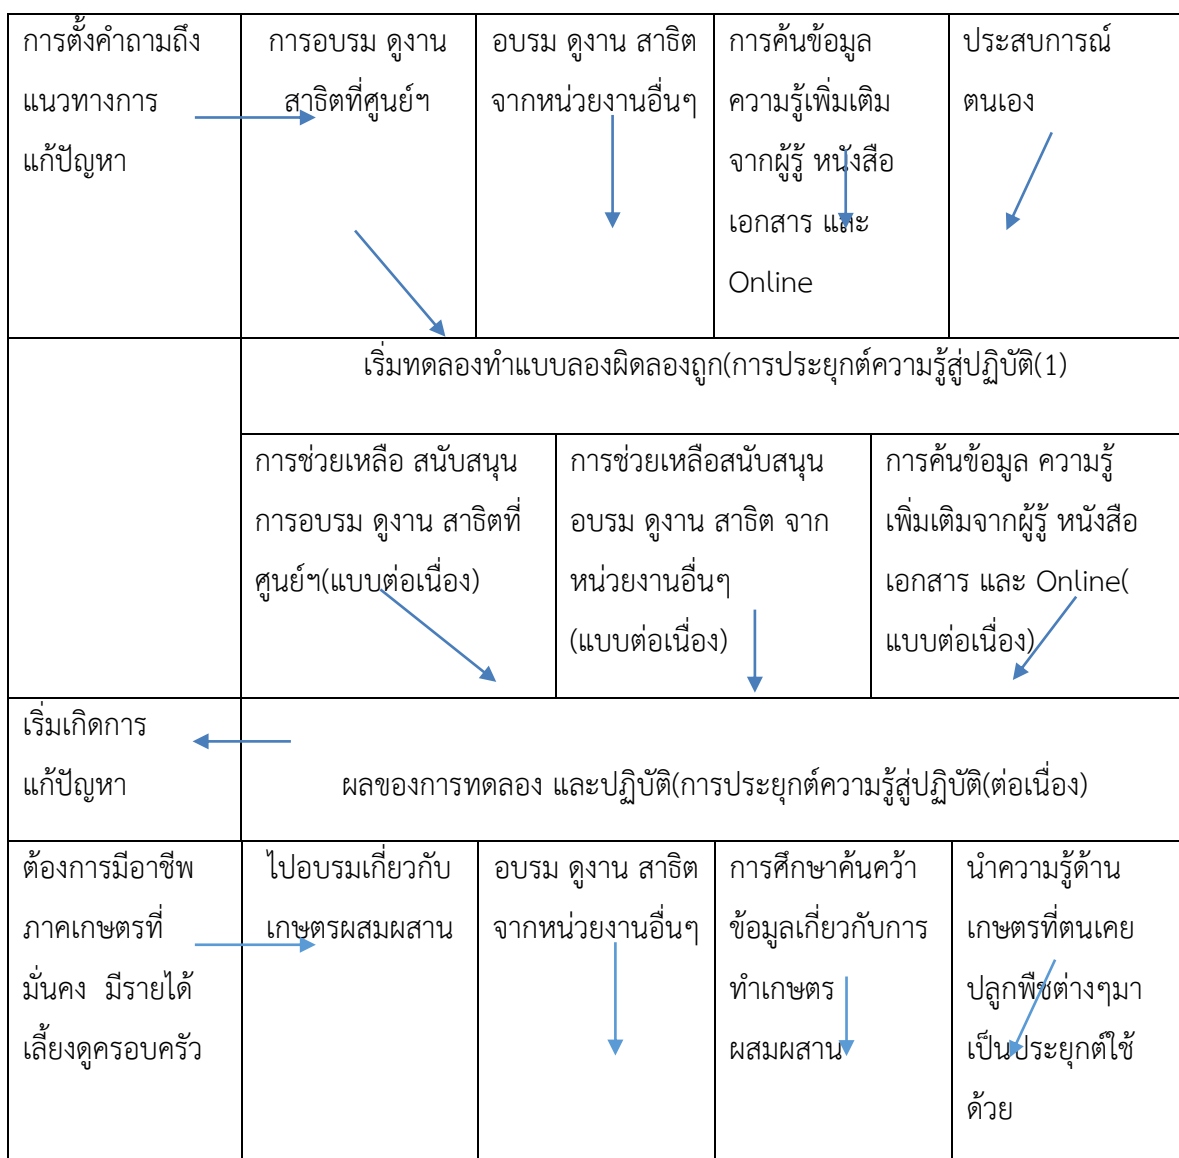 การตั้งคำถามถึง
แนวทางการ
แก้ปัญหา
การอบรม ดูงาน
สาธิตที่ศูนย์ฯ
อบรม ดูงาน สาธิต
จากหน่วยงานอื่นๆ
การค้นข้อมูล
ความรู้เพิ่มเติม
จากผู้รู้ หนังสือ
เอกสาร และ
Online
ประสบการณ์
ตนเอง
เริ่มทดลองทำแบบลองผิดลองถูก(การประยุกต์ความรู้สู่ปฏิบัติ(1)
การช่วยเหลือ สนับสนุน
การอบรม ดูงาน สาธิตที่
ศูนย์ฯ(แบบต่อเนื่อง)
การช่วยเหลือสนับสนุน
อบรม ดูงาน สาธิต จาก
หน่วยงานอื่นๆ
(แบบต่อเนื่อง)
การค้นข้อมูล ความรู้
เพิ่มเติมจากผู้รู้ หนังสือ
เอกสาร และ Online(
แบบต่อเนื่อง)
เริ่มเกิดการ
แก้ปัญหา
ผลของการทดลอง และปฏิบัติ(การประยุกต์ความรู้สู่ปฏิบัติ(ต่อเนื่อง)
ต้องการมีอาชีพ
ภาคเกษตรที่
มั่นคง มีรายได้
เลี้ยงดูครอบครัว
ไปอบรมเกี่ยวกับ
เกษตรผสมผสาน
อบรม ดูงาน สาธิต
จากหน่วยงานอื่นๆ
การศึกษาค้นคว้า
ข้อมูลเกี่ยวกับการ
ทำเกษตร
ผสมผสาน
นำความรู้ด้าน
เกษตรที่ตนเคย
ปลูกพืชต่างๆมา
เป็นประยุกต์ใช้
ด้วย